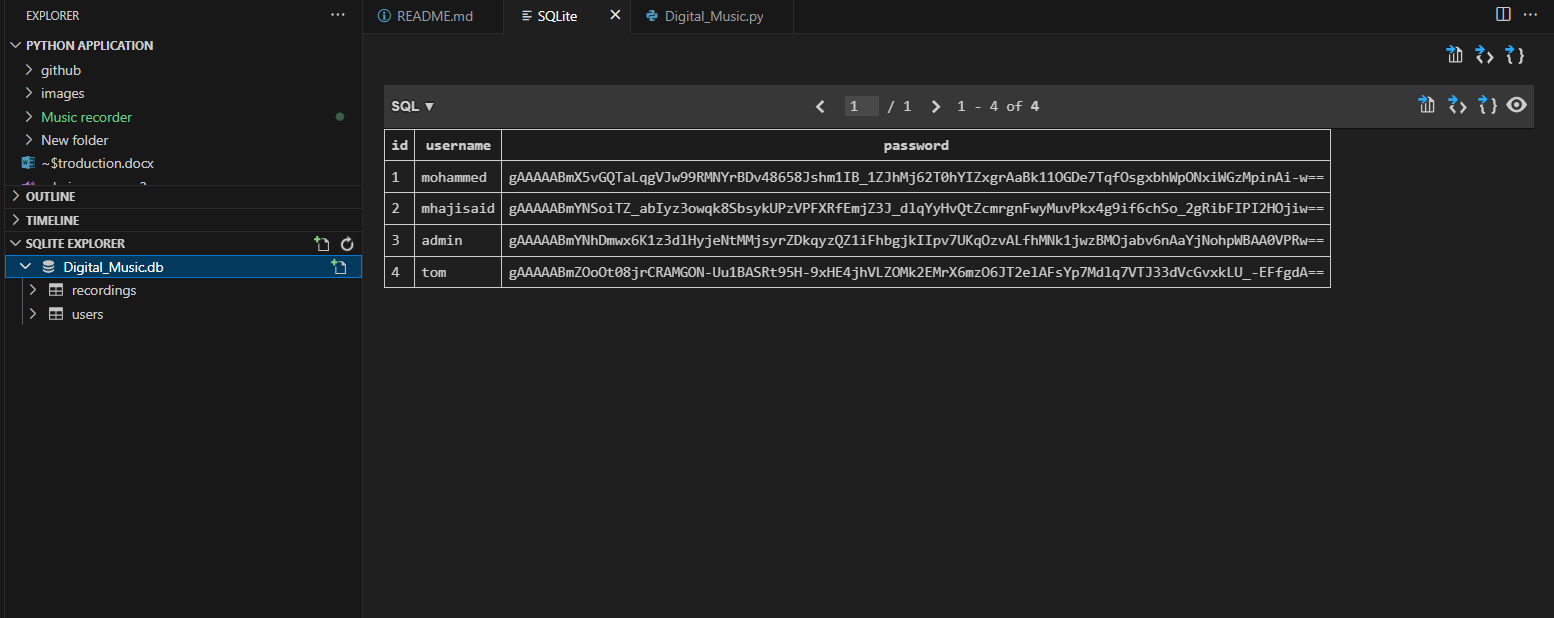 EXPLORER
README.md
SQLite
Digital_Music.py
PYTHON APPLICATION
github
images
Music recorder
New folder
~$troduction.docx
OUTLINE
TIMELINE
SQLITE EXPLORER
Digital_Music.db
recordings
users
SQL ▼
1 / 1
1 - 4 of 4
id username password
1 mohammed gAAAAABmX5vGQTaLqgVJw99RMNYrBDv48658Jshm1IB_1ZJhMj62T0hYIZxgrAaBk11OGDe7TqfOsgxbhWpONxiWGzMpinAi-w==
2 mhajisaid gAAAAABmYNSoiTZ_abIyz3owqk8SbsykUPzVPFXRfEmjZ3J_dlqYyHvQtZcmrgnFwyMuvPkx4g9if6chSo_2gRibFIPI2HOjiw==
3 admin gAAAAABmYNhDmwx6K1z3dlHyjeNtMMjsyrZDkqyzQZ1iFhbgjkIIpv7UKqOzvALfhMNk1jwzBMOjabv6nAaYjNohpWBAA0VPRw==
4 tom gAAAAABmZOoOt08jrCRAMGON-Uu1BASRt95H-9xHE4jhVLZOMk2EMrX6mzO6JT2elAFsYp7Mdlq7VTJ33dVcGvxkLU_-EFfgdA==